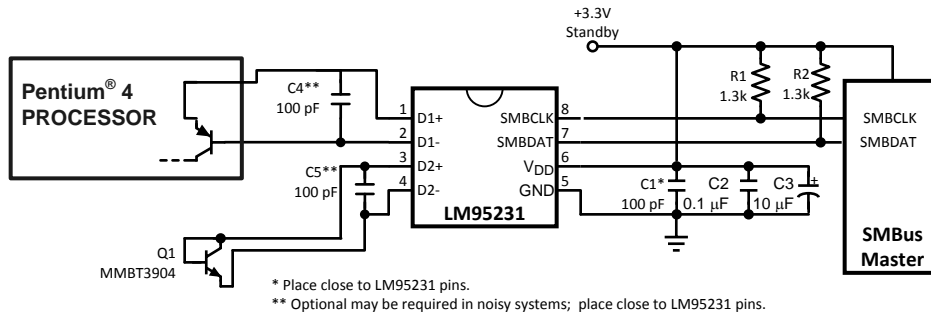 +3.3V
Standby
Pentium® 4
PROCESSOR
C4**
100 pF
1
2
3
4
D1+
D1-
D2+
D2-
SMBCLK
SMBDAT
VDD
GND
LM95231
8
7
6
5
R1
1.3k
R2
1.3k
SMBCLK
SMBDAT
SMBus
Master
C5**
100 pF
C1*
100 pF
C2
0.1 µF
C3
10 µF
+
Q1
MMBT3904
* Place close to LM95231 pins.
** Optional may be required in noisy systems; place close to LM95231 pins.